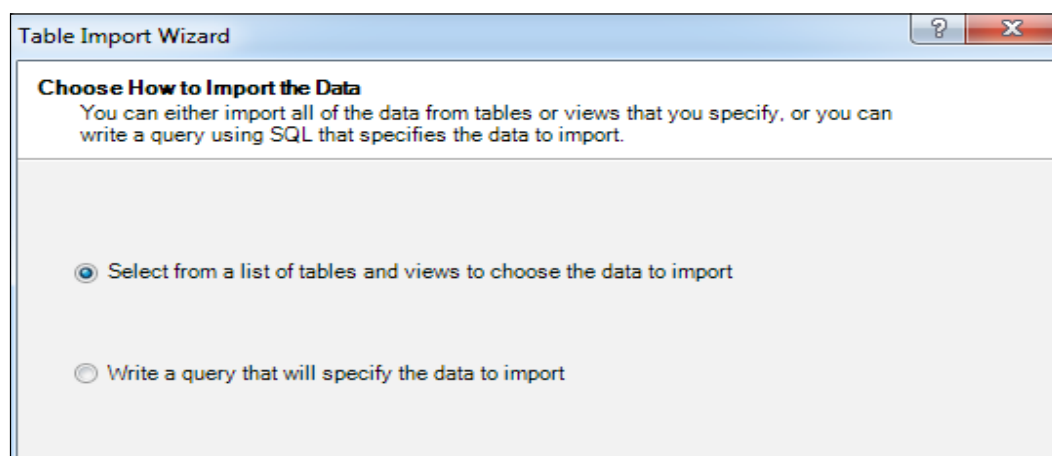 Table Import Wizard
Choose How to Import the Data
You can either import all of the data from tables or views that you specify, or you can
write a query using SQL that specifies the data to import.
Select from a list of tables and views to choose the data to import
Write a query that will specify the data to import